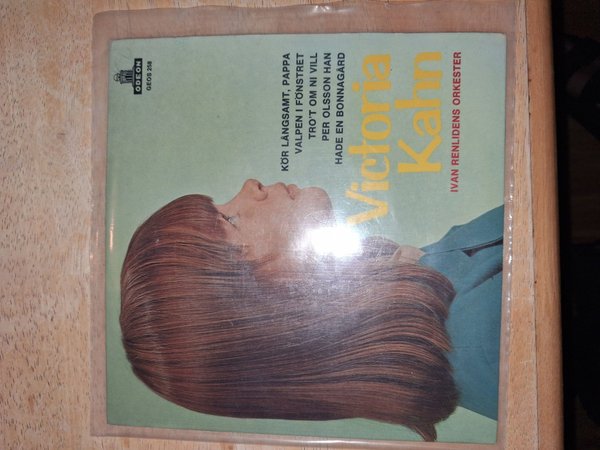 ODEON
GEOS 258
KÖR LÅNGSAMT, PAPPA
VALPEN I FÖNSTRET
TRO'T OM NI VILL
PER OLSSON HAN
HADE EN BONNAGÅRD
Victoria
Kahn
IVAN RENLIDENS ORKESTER